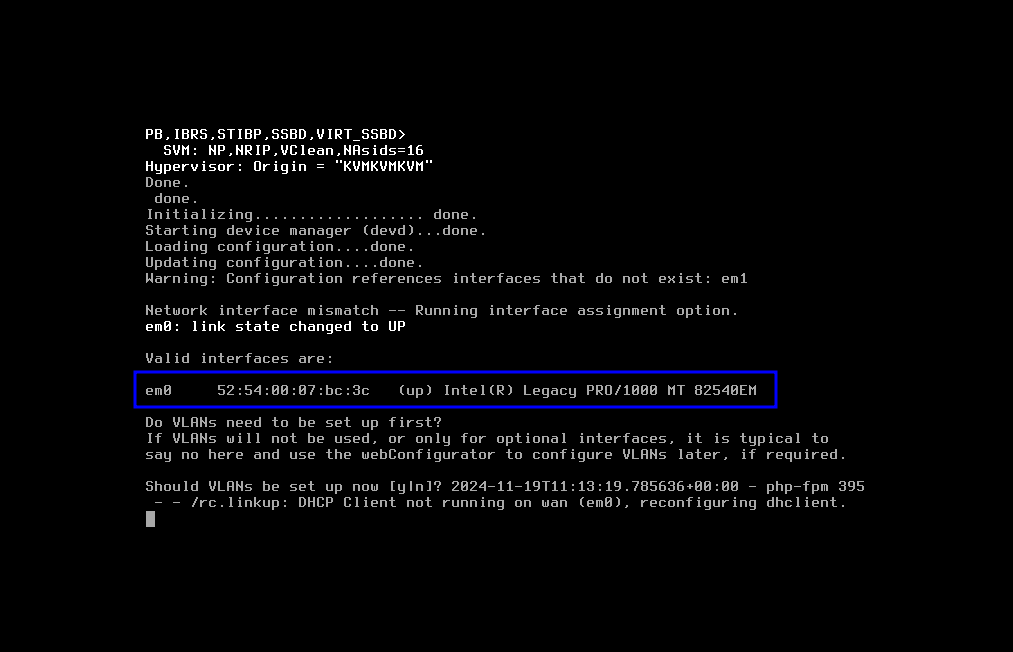 PB,IBRS,STIBP,SSBD,VIRT_SSBD>
SVM: NP,NRIP,VClean,NAsids=16
Hypervisor: Origin = "KVMKVMKVM"
Done.
done.
Initializing................... done.
Starting device manager (devd)...done.
Loading configuration....done.
Updating configuration....done.
Warning: Configuration references interfaces that do not exist: em1
Network interface mismatch -- Running interface assignment option.
em0: link state changed to UP
Valid interfaces are:
em0     52:54:00:07:bc:3c   (up) Intel(R) Legacy PRO/1000 MT 82540EM
Do VLANs need to be set up first?
If VLANs will not be used, or only for optional interfaces, it is typical to
say no here and use the webConfigurator to configure VLANs later, if required.
Should VLANs be set up now [y|n]? 2024-11-19T11:13:19.785636+00:00 - php-fpm 395
- - /rc.linkup: DHCP Client not running on wan (em0), reconfiguring dhclient.